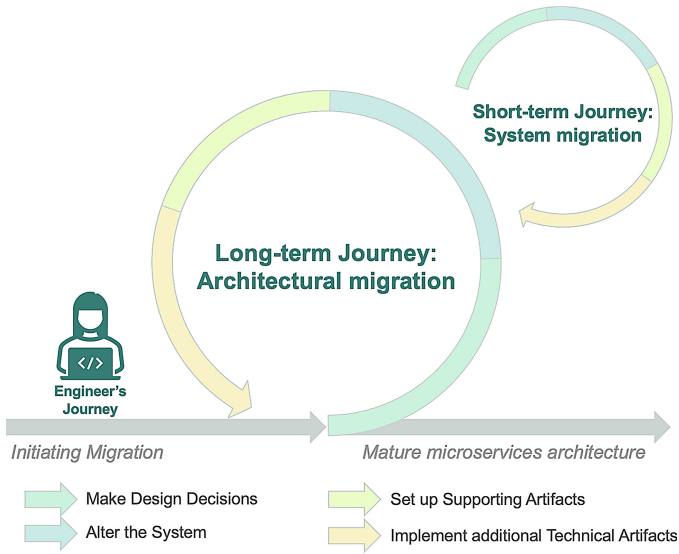 Short-term Journey:
System migration
Long-term Journey:
Architectural migration
</>
Engineer's
Journey
Initiating Migration
Mature microservices architecture
Make Design Decisions
Set up Supporting Artifacts
Alter the System
Implement additional Technical Artifacts